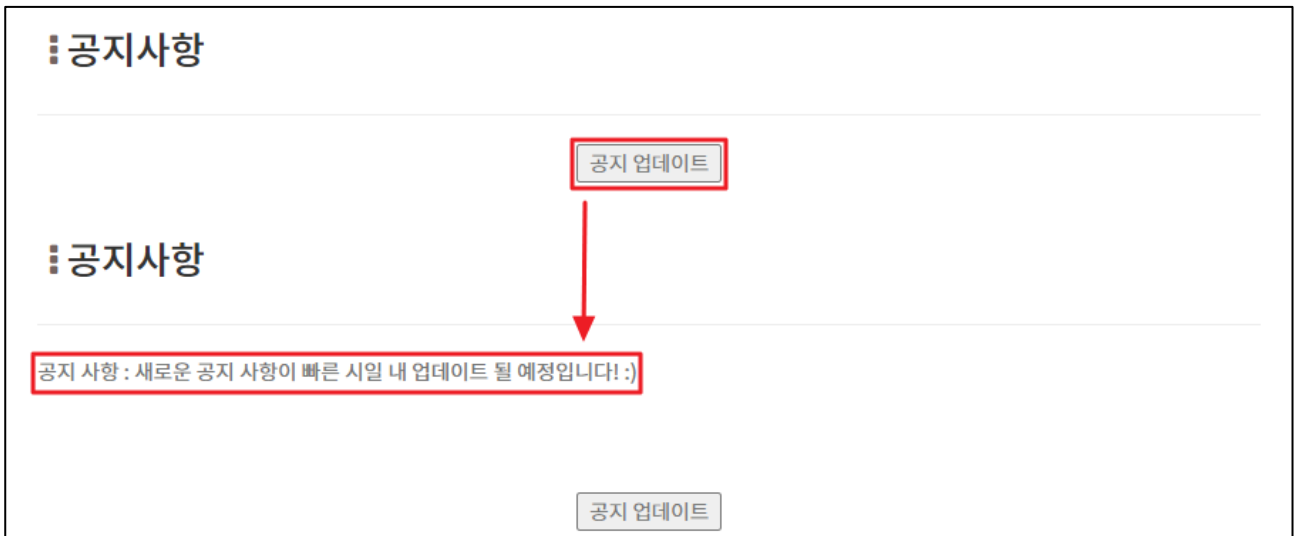 공지사항
공지 업데이트
공지사항
공지 사항 : 새로운 공지 사항이 빠른 시일 내 업데이트 될 예정입니다! :)
공지 업데이트